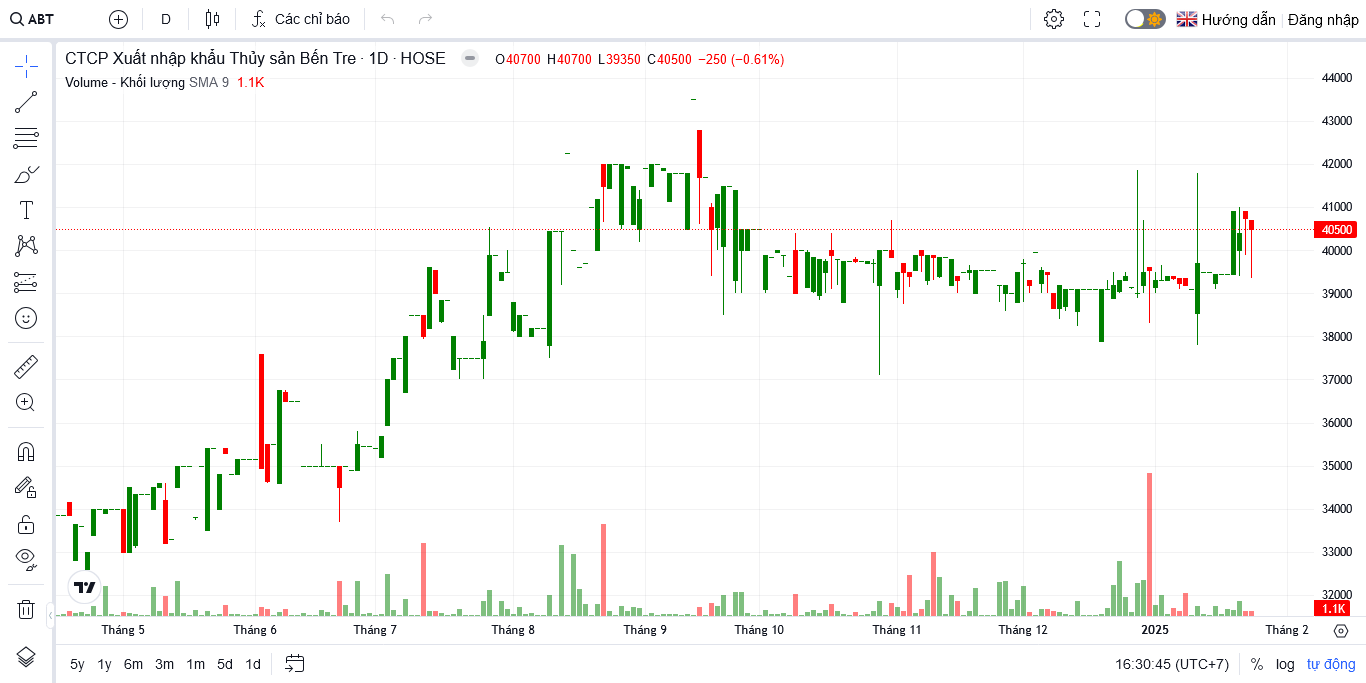 ABT
D
Các chỉ báo
Hướng dẫn
Đăng nhập
CTCP Xuất nhập khẩu Thủy sản Bến Tre · 1D · HOSE
O40700 H40700 L39350 C40500 −250 (−0.61%)
Volume - Khối lượng SMA 9 1.1K
44000
43000
42000
41000
40500
40000
39000
38000
37000
36000
35000
34000
33000
32000
1.1K
Tháng 5
Tháng 6
Tháng 7
Tháng 8
Tháng 9
Tháng 10
Tháng 11
Tháng 12
2025
Tháng 2
5y 1y 6m 3m 1m 5d 1d
16:30:45 (UTC+7)
% log tự động